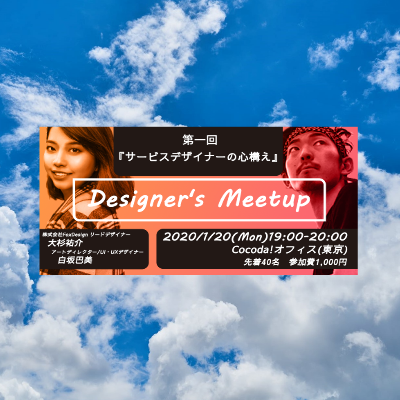 第一回
『サービスデザイナーの心構え』
Designer's Meetup
株式会社FoxDesign リードデザイナー
大杉祐介
アートディレクター/UI・UXデザイナー
白坂巴美
2020/1/20(Mon)19:00-20:00
Cocoda!オフィス(東京)
先着40名 参加費1,000円